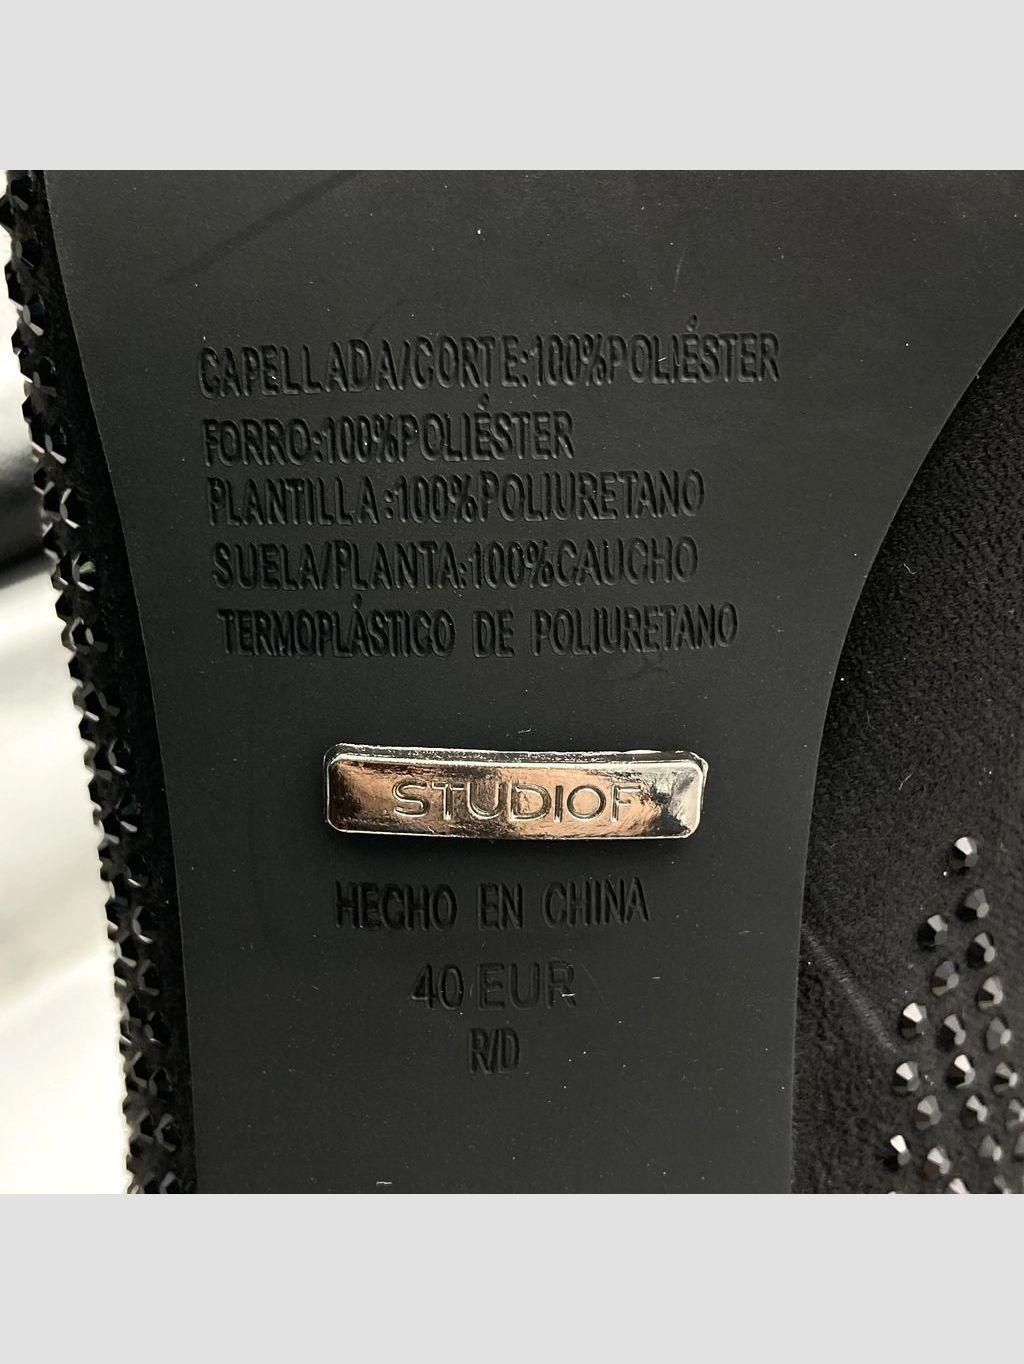 CAPELLADA/CORTE:100%POLIÉSTER
FORRO:100%POLIÉSTER
PLANTILLA:100%POLIURETANO
SUELA/PLANTA:100%CAUCHO
TERMOPLÁSTICO DE POLIURETANO
STUDIOF
HECHO EN CHINA
40 EUR
R/D